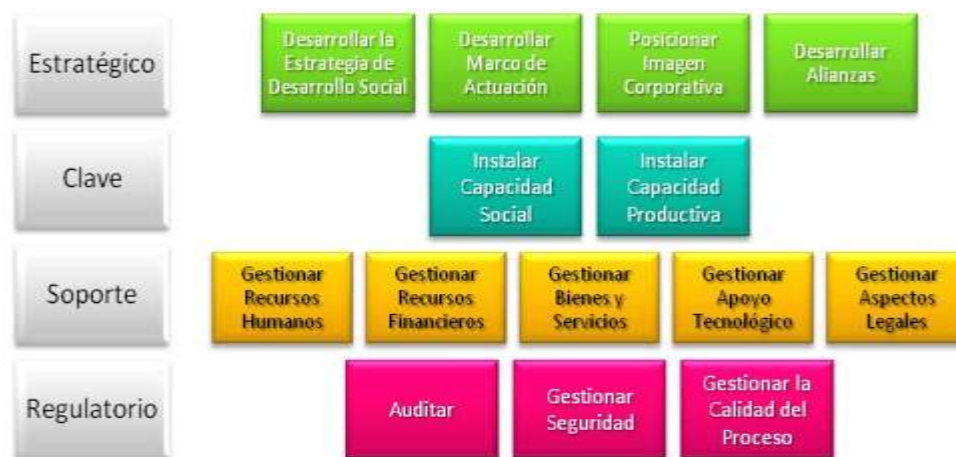 Estratégico
Desarrollar la
Estrategia de
Desarrollo Social
Desarrollar
Marco de
Actuación
Posicionar
Imagen
Corporativa
Desarrollar
Alianzas
Clave
Instalar
Capacidad
Social
Instalar
Capacidad
Productiva
Soporte
Gestionar
Recursos
Humanos
Gestionar
Recursos
Financieros
Gestionar
Bienes y
Servicios
Gestionar
Apoyo
Tecnológico
Gestionar
Aspectos
Legales
Regulatorio
Auditar
Gestionar
Seguridad
Gestionar la
Calidad del
Proceso